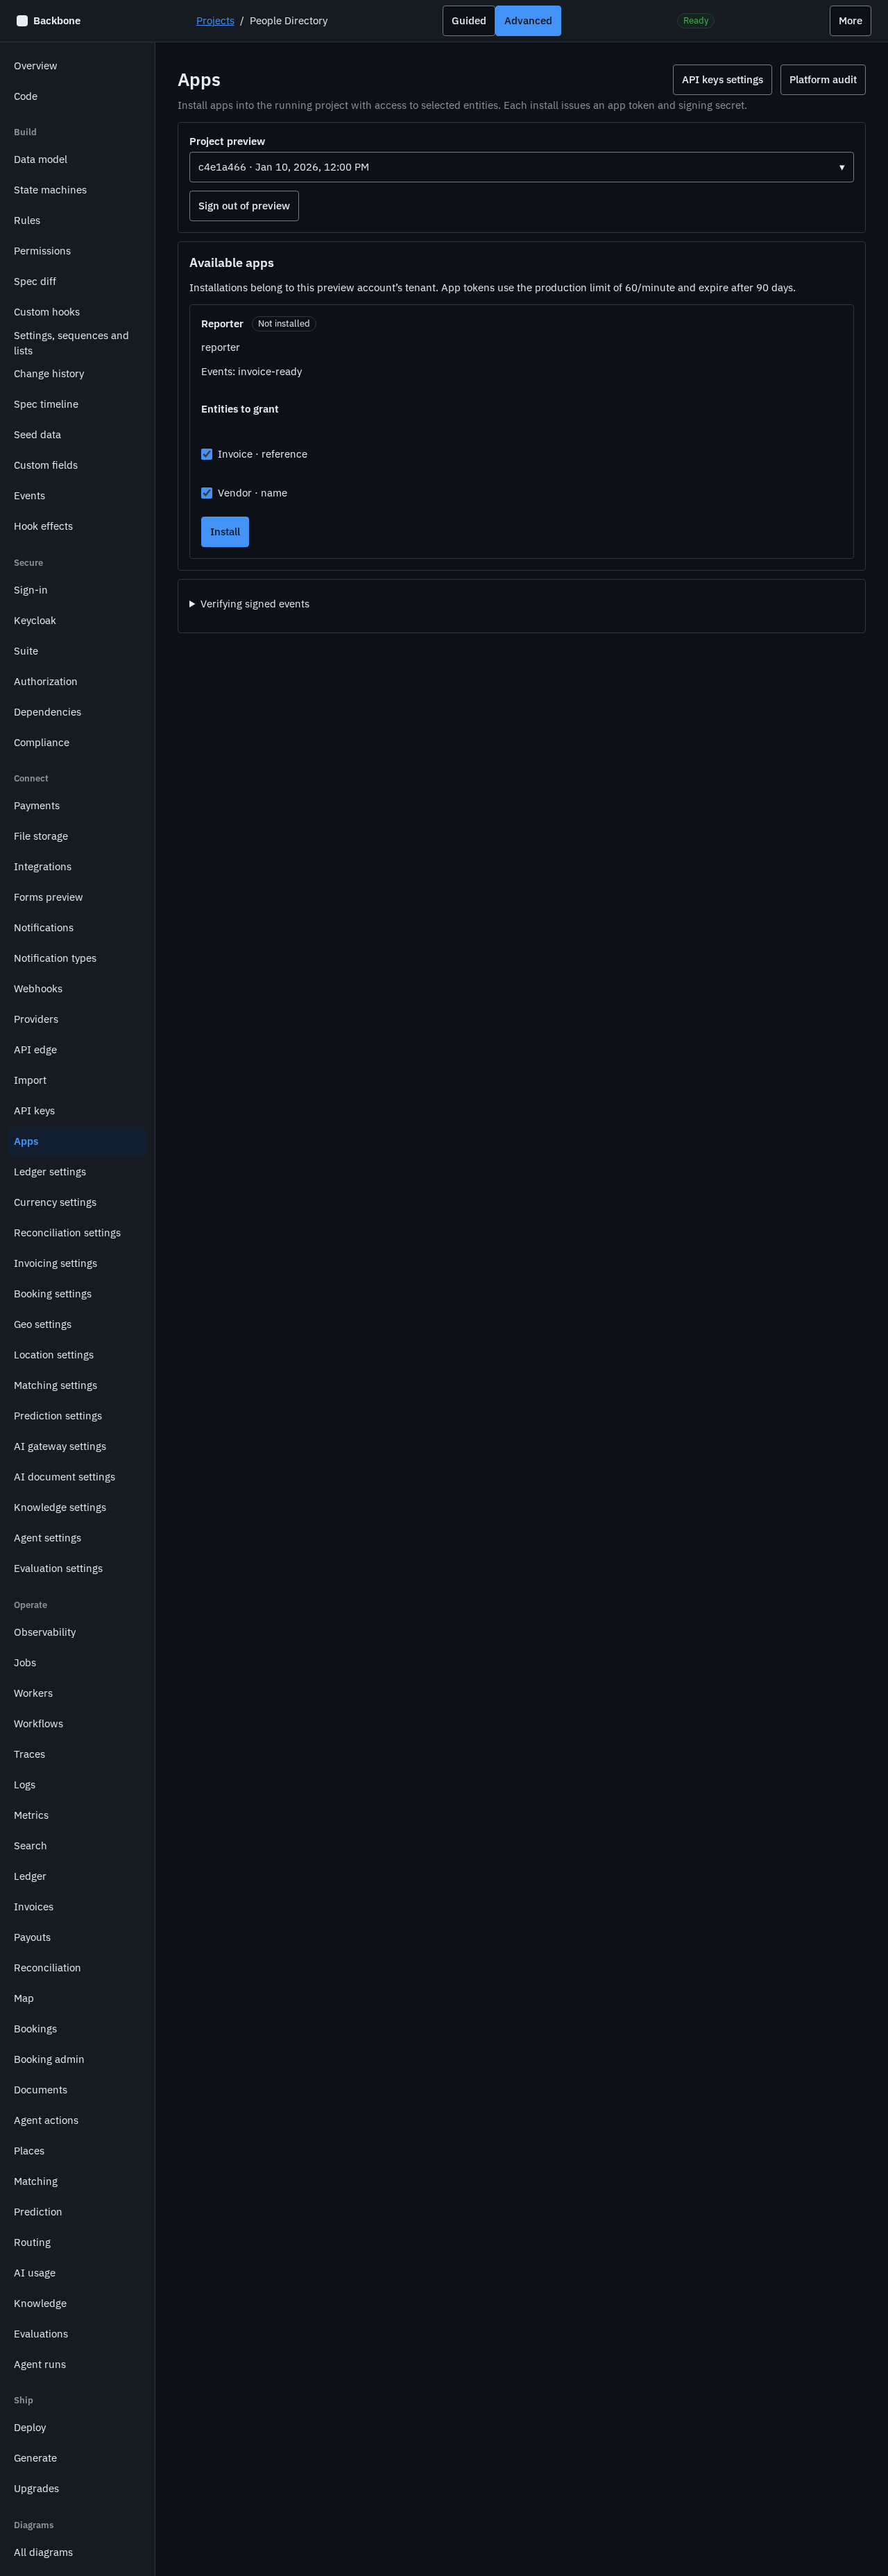 Backbone
Projects / People Directory
Guided
Advanced
Ready
More
Overview
Code
Build
Data model
State machines
Rules
Permissions
Spec diff
Custom hooks
Settings, sequences and
lists
Change history
Spec timeline
Seed data
Custom fields
Events
Hook effects
Secure
Sign-in
Keycloak
Suite
Authorization
Dependencies
Compliance
Connect
Payments
File storage
Integrations
Forms preview
Notifications
Notification types
Webhooks
Providers
API edge
Import
API keys
Apps
Ledger settings
Currency settings
Reconciliation settings
Invoicing settings
Booking settings
Geo settings
Location settings
Matching settings
Prediction settings
AI gateway settings
AI document settings
Knowledge settings
Agent settings
Evaluation settings
Operate
Observability
Jobs
Workers
Workflows
Traces
Logs
Metrics
Search
Ledger
Invoices
Payouts
Reconciliation
Map
Bookings
Booking admin
Documents
Agent actions
Places
Matching
Prediction
Routing
AI usage
Knowledge
Evaluations
Agent runs
Ship
Deploy
Generate
Upgrades
Diagrams
All diagrams
Apps
API keys settings
Platform audit
Install apps into the running project with access to selected entities. Each install issues an app token and signing secret.
Project preview
c4e1a466 · Jan 10, 2026, 12:00 PM
Sign out of preview
Available apps
Installations belong to this preview account’s tenant. App tokens use the production limit of 60/minute and expire after 90 days.
Reporter Not installed
reporter
Events: invoice-ready
Entities to grant
Invoice · reference
Vendor · name
Install
Verifying signed events